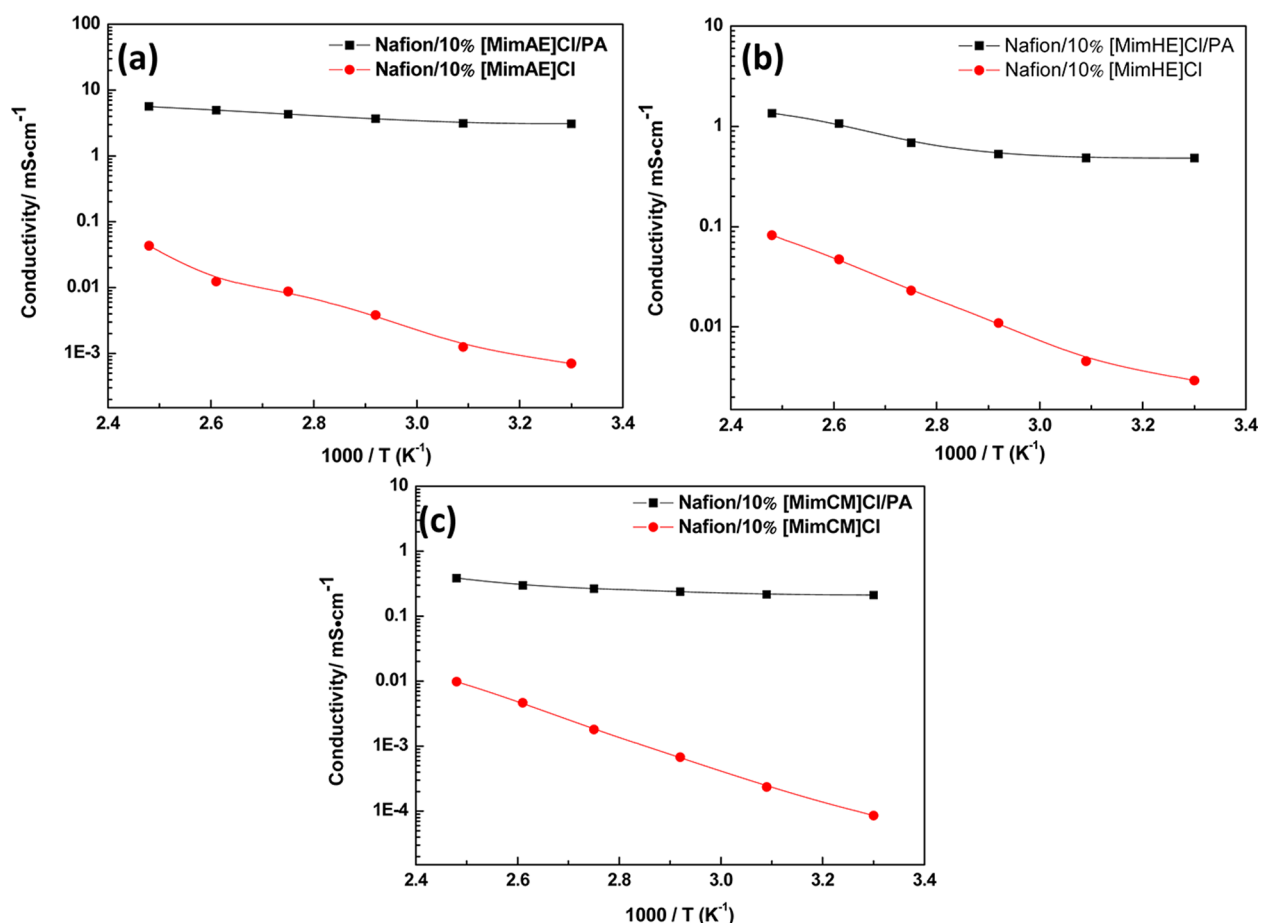 (a)
Nafion/10% [MimAE]Cl/PA
Nafion/10% [MimAE]Cl
100
10
1
0.1
0.01
1E-3
Conductivity/ mS•cm⁻¹
2.4 2.6 2.8 3.0 3.2 3.4
1000 / T (K⁻¹)
(b)
Nafion/10% [MimHE]Cl/PA
Nafion/10% [MimHE]Cl
10
1
0.1
0.01
Conductivity/ mS•cm⁻¹
2.4 2.6 2.8 3.0 3.2 3.4
1000 / T (K⁻¹)
(c)
Nafion/10% [MimCM]Cl/PA
Nafion/10% [MimCM]Cl
10
1
0.1
0.01
1E-3
1E-4
Conductivity/ mS•cm⁻¹
2.4 2.6 2.8 3.0 3.2 3.4
1000 / T (K⁻¹)